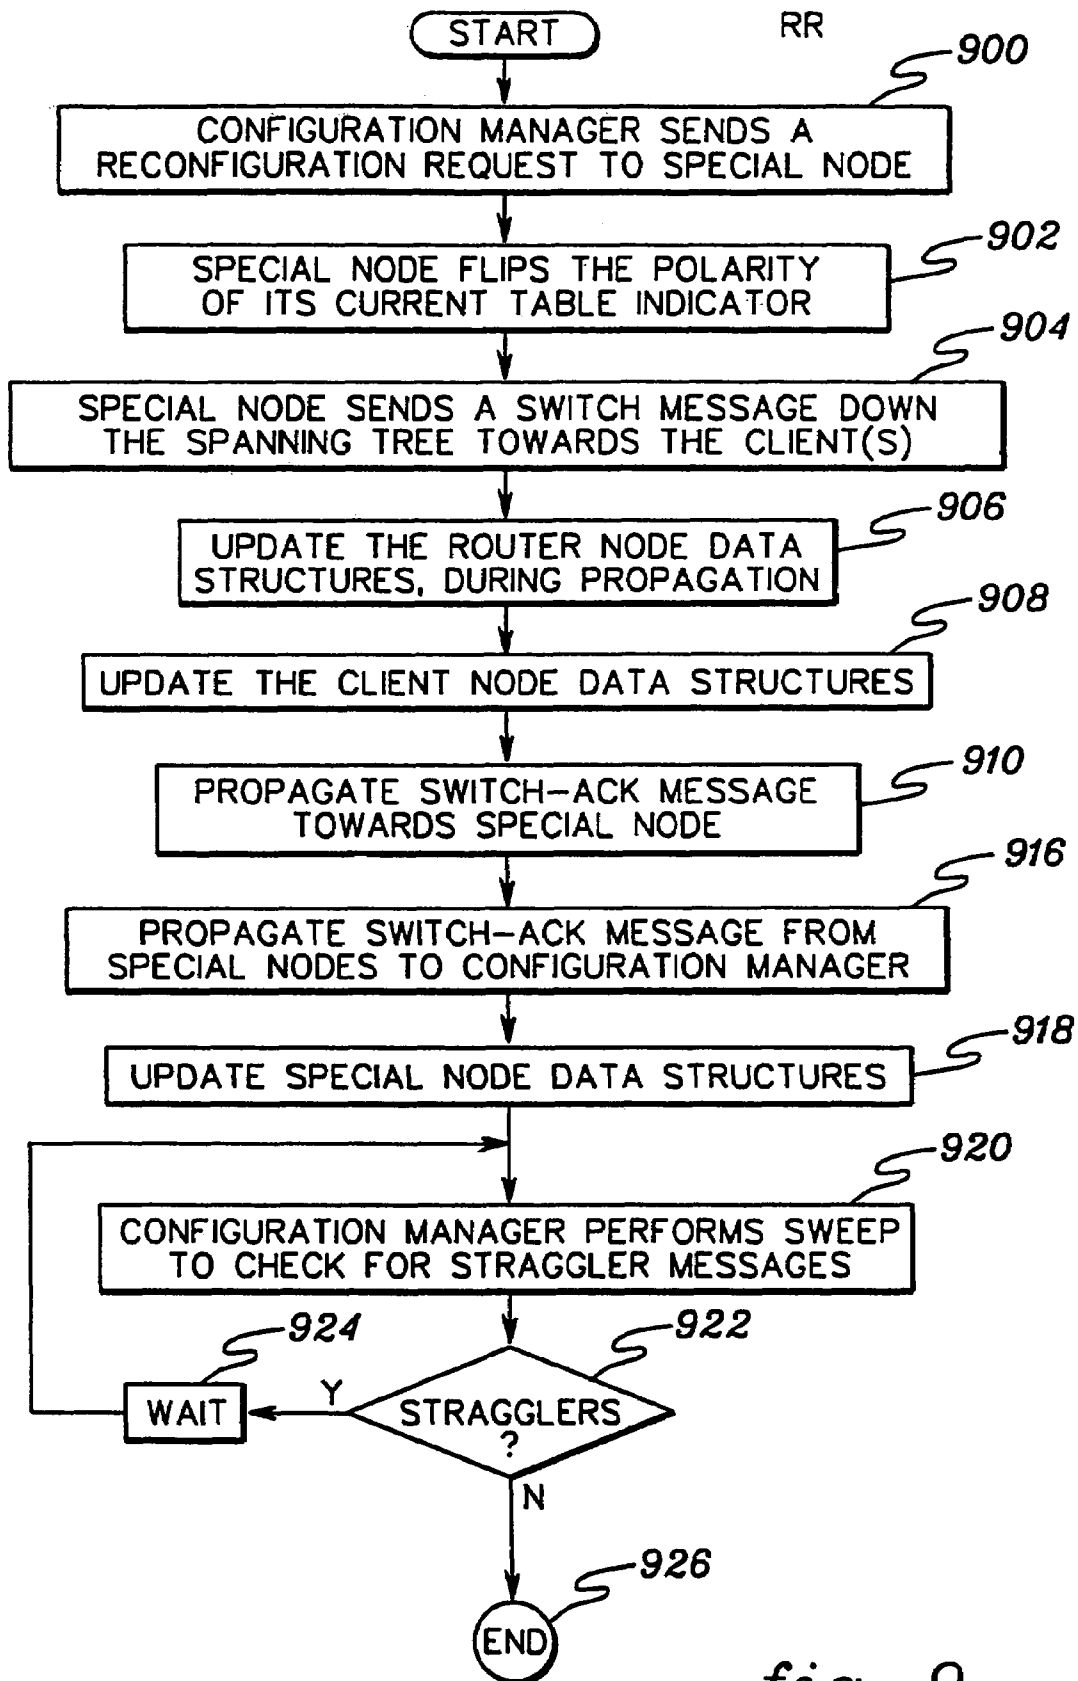 START
RR
900
CONFIGURATION MANAGER SENDS A
RECONFIGURATION REQUEST TO SPECIAL NODE
902
SPECIAL NODE FLIPS THE POLARITY
OF ITS CURRENT TABLE INDICATOR
904
SPECIAL NODE SENDS A SWITCH MESSAGE DOWN
THE SPANNING TREE TOWARDS THE CLIENT(S)
906
UPDATE THE ROUTER NODE DATA
STRUCTURES, DURING PROPAGATION
908
UPDATE THE CLIENT NODE DATA STRUCTURES
910
PROPAGATE SWITCH-ACK MESSAGE
TOWARDS SPECIAL NODE
916
PROPAGATE SWITCH-ACK MESSAGE FROM
SPECIAL NODES TO CONFIGURATION MANAGER
918
UPDATE SPECIAL NODE DATA STRUCTURES
920
CONFIGURATION MANAGER PERFORMS SWEEP
TO CHECK FOR STRAGGLER MESSAGES
924
922
WAIT
Y
STRAGGLERS
?
N
926
END
fig. 9